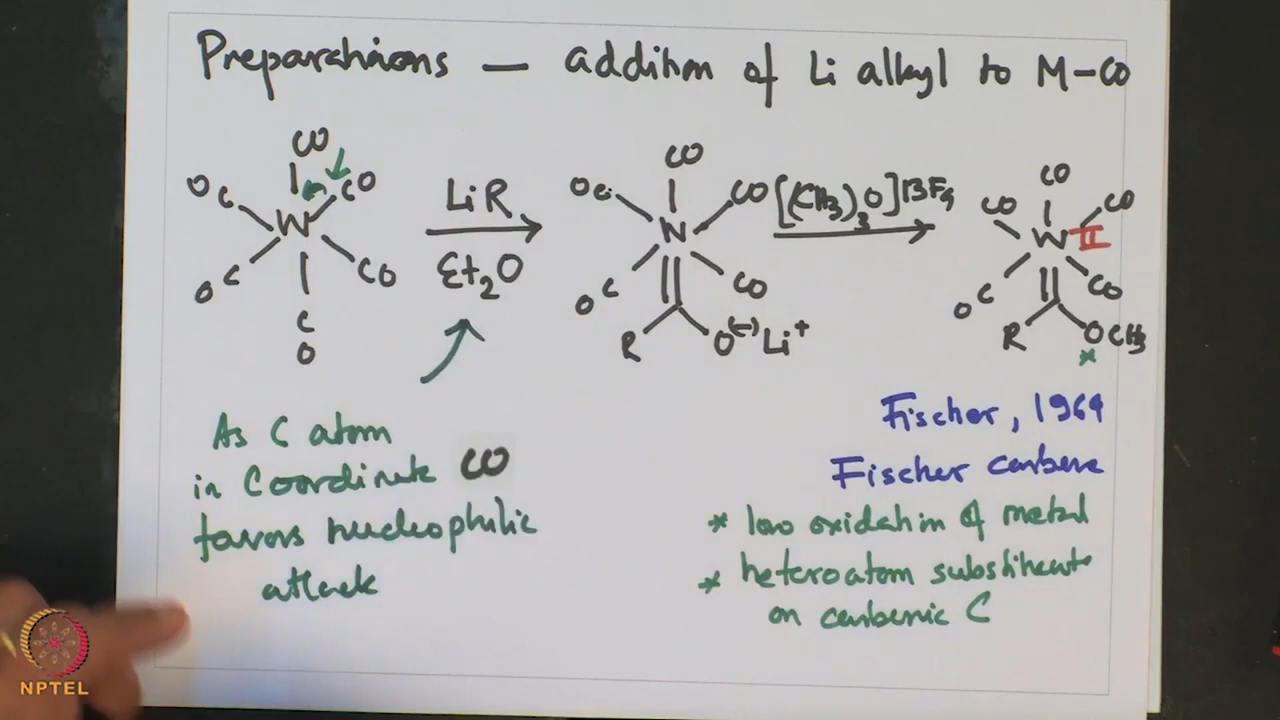 Preparations — addition of Li alkyl to M-CO
CO
OC
CO
W
OC
CO
C
O
LiR
Et2O
CO
OC
CO
W
OC
CO
R
O(-)Li+
[(CH3)3O]BF4
CO
CO
CO
W II
OC
CO
R
OCH3
*
As C atom
in Coordinate CO
favors nucleophilic
attack
Fischer, 1964
Fischer carbene
* low oxidation of metal
* heteroatom substituent
on carbenic C
NPTEL